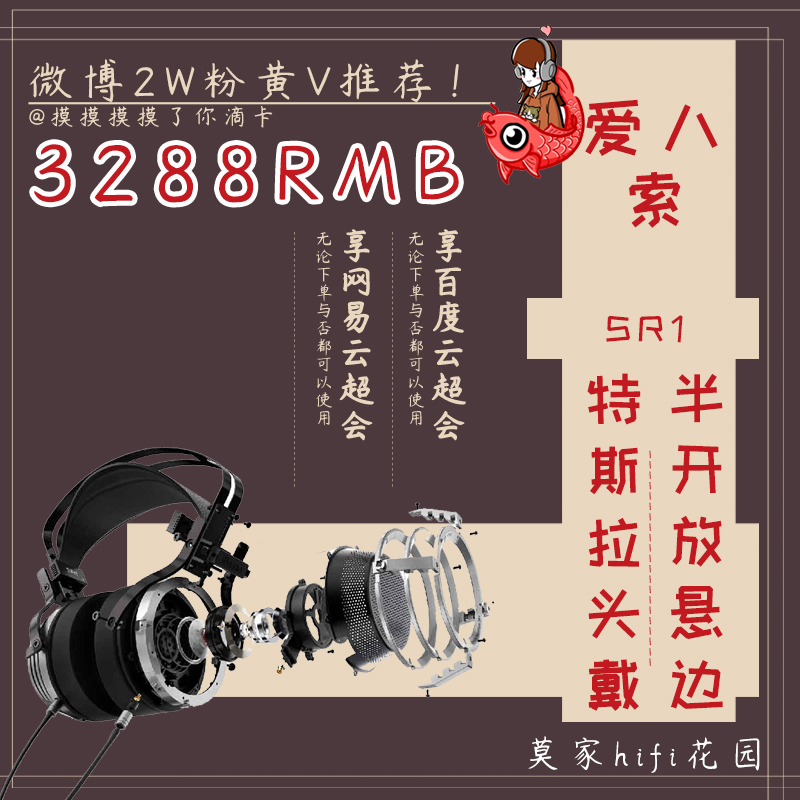 微博2W粉黄V推荐！
@摸摸摸摸了你滴卡
3288RMB
爱八索
SR1
半开放悬边
特斯拉头戴
享百度云超会
无论下单与否都可以使用
享网易云超会
无论下单与否都可以使用
莫家hifi花园